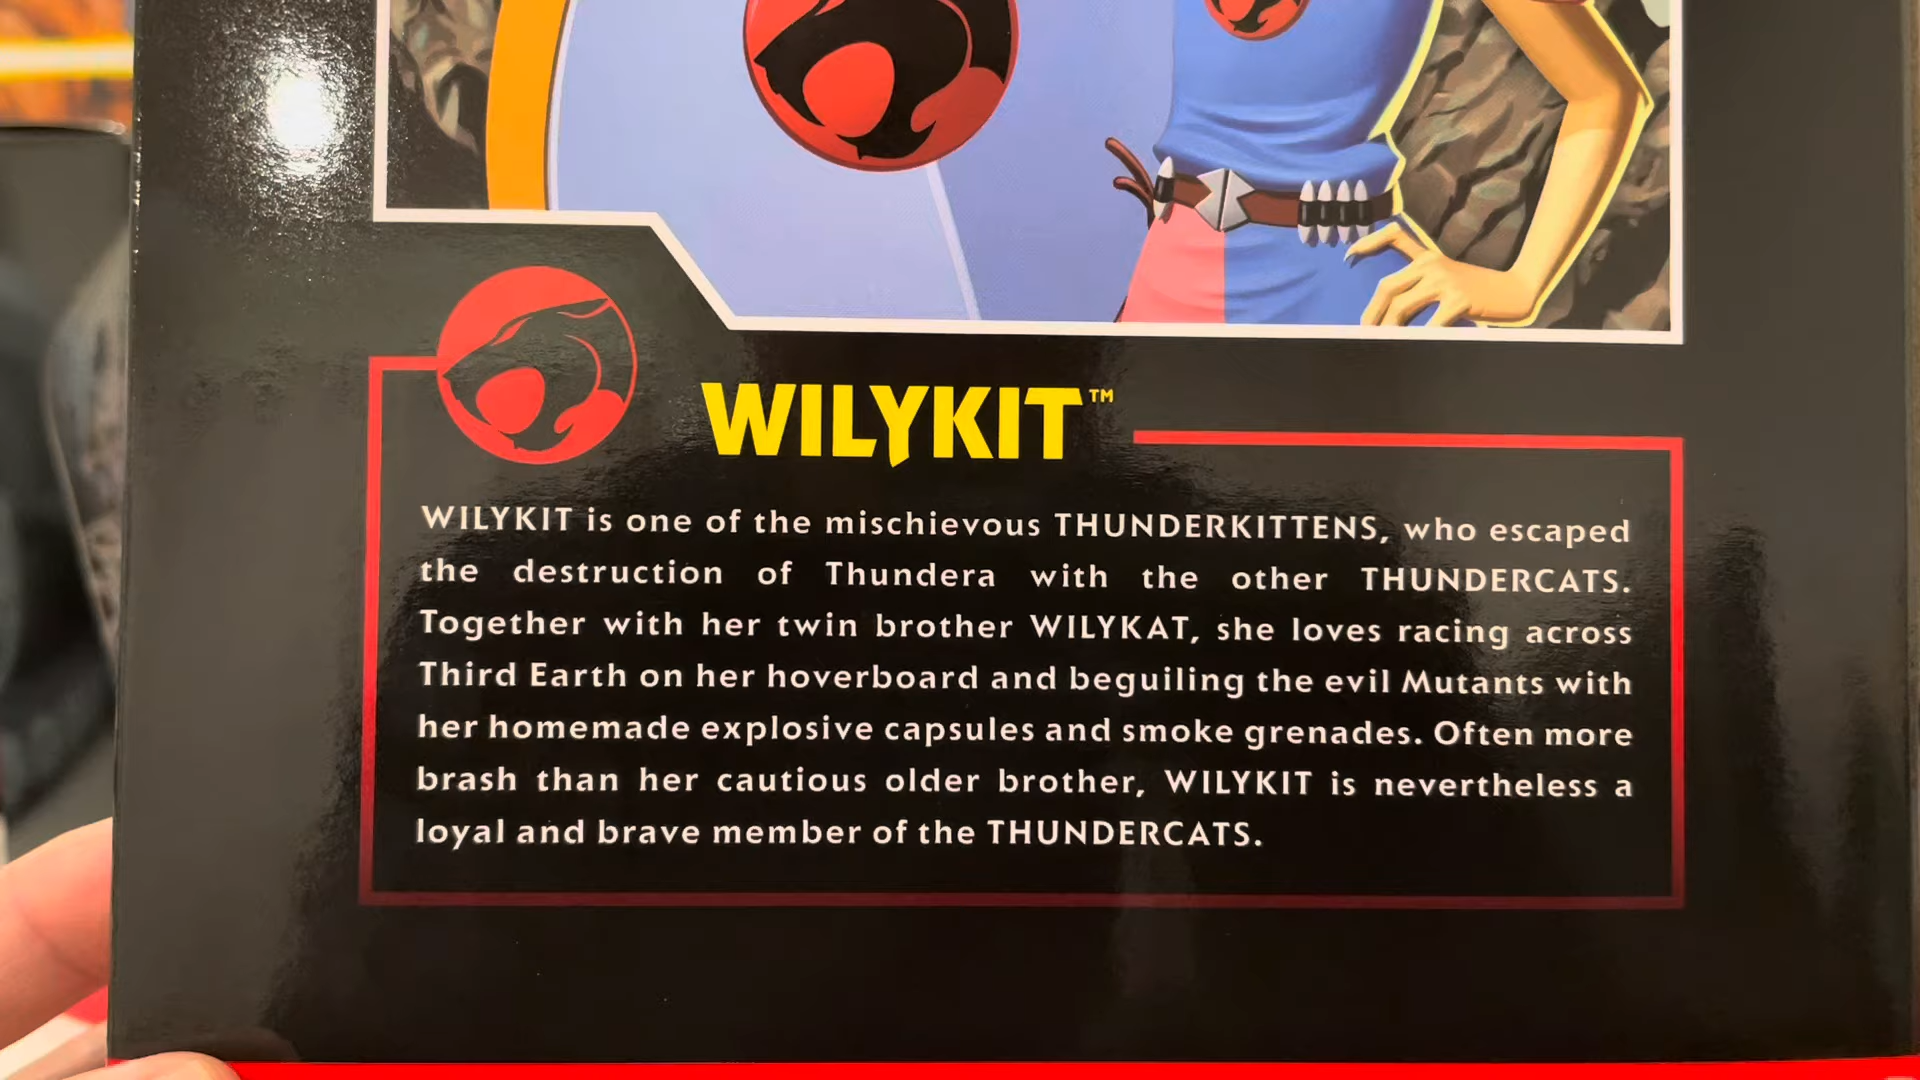 WILYKIT™
WILYKIT is one of the mischievous THUNDERKITTENS, who escaped
the destruction of Thundera with the other THUNDERCATS.
Together with her twin brother WILYKAT, she loves racing across
Third Earth on her hoverboard and beguiling the evil Mutants with
her homemade explosive capsules and smoke grenades. Often more
brash than her cautious older brother, WILYKIT is nevertheless a
loyal and brave member of the THUNDERCATS.